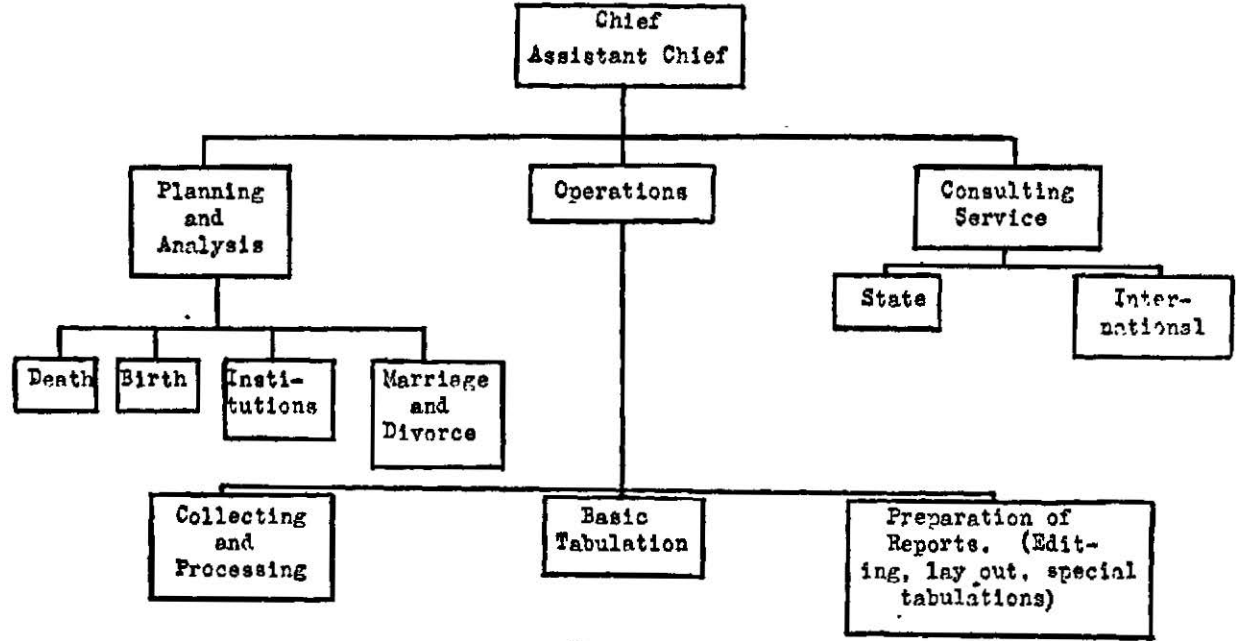 Chief
Assistant Chief
Planning
and
Analysis
Operations
Consulting
Service
State
Inter-
national
Death
Birth
Insti-
tutions
Marriage
and
Divorce
Collecting
and
Processing
Basic
Tabulation
Preparation of
Reports. (Edit-
ing, lay out, special
tabulations)